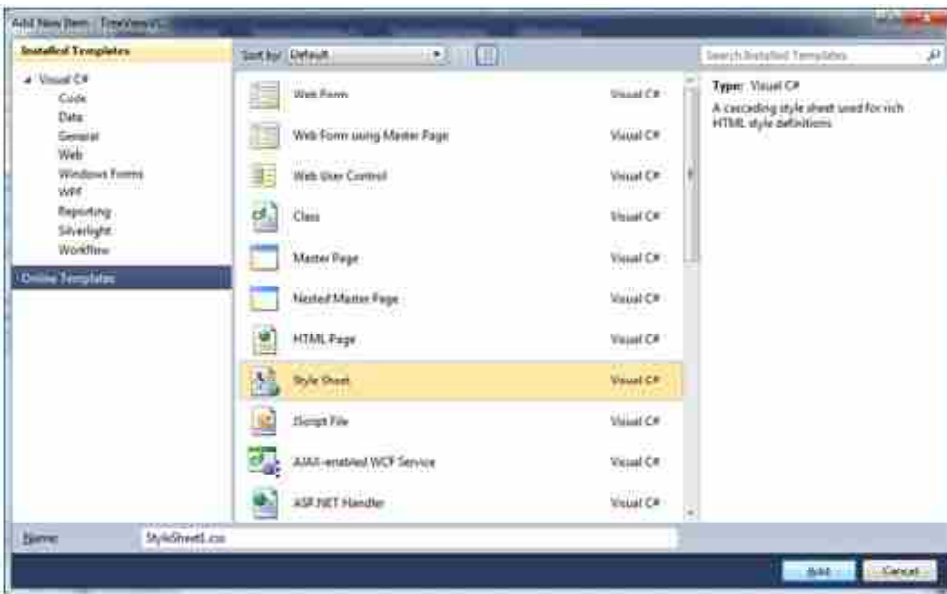 Add New Item -
Installed Templates
Visual C#
Code
Data
General
Web
Windows Forms
WPF
Reporting
Silverlight
Workflow
Online Templates
Sort by: Default
Web Form Visual C#
Web Form using Master Page Visual C#
Web User Control Visual C#
Class Visual C#
Master Page Visual C#
Nested Master Page Visual C#
HTML Page Visual C#
Style Sheet Visual C#
JScript File Visual C#
AJAX-enabled WCF Service Visual C#
ASP.NET Handler Visual C#
Search Installed Templates
Type: Visual C#
A cascading style sheet used for rich
HTML style definitions
Name: StyleSheet1.css
Add Cancel